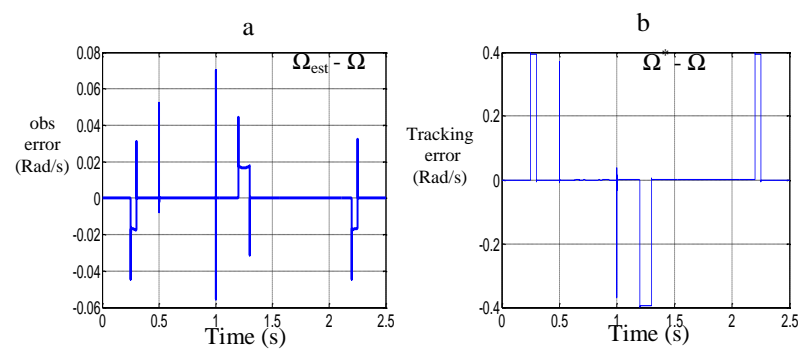 a
Ω_est - Ω
obs
error
(Rad/s)
0.08
0.06
0.04
0.02
0
-0.02
-0.04
-0.06
0 0.5 1 1.5 2 2.5
Time (s)
b
Ω* - Ω
Tracking
error
(Rad/s)
0.4
0.2
0
-0.2
-0.4
0 0.5 1 1.5 2 2.5
Time (s)